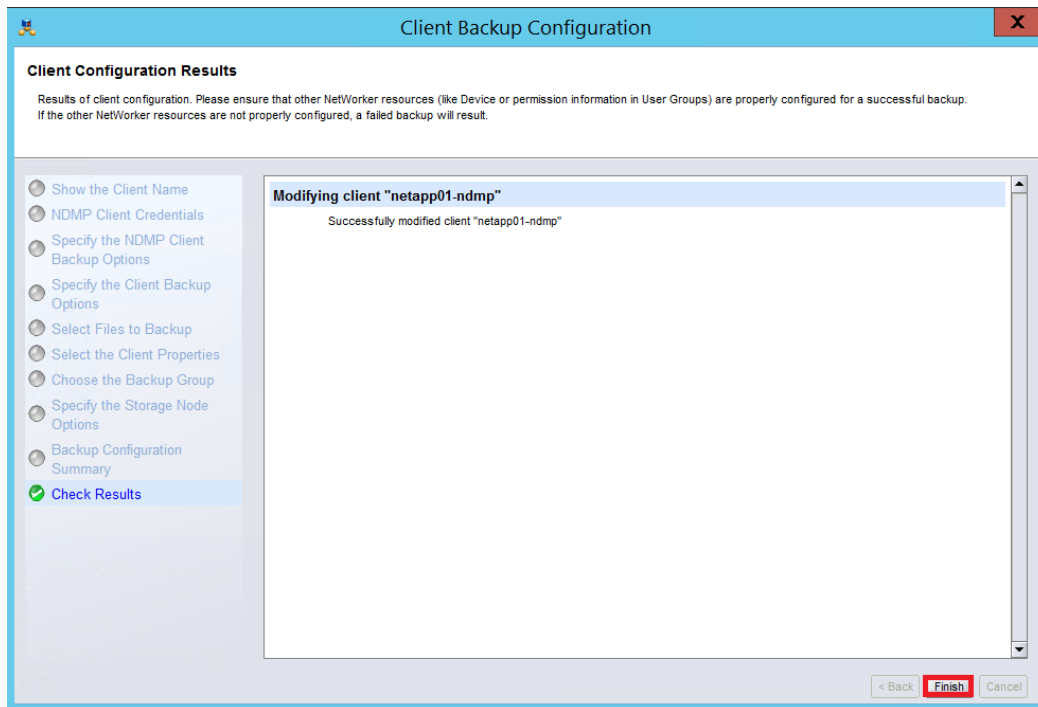 Client Backup Configuration
X
Client Configuration Results
Results of client configuration. Please ensure that other NetWorker resources (like Device or permission information in User Groups) are properly configured for a successful backup.
If the other NetWorker resources are not properly configured, a failed backup will result.
Show the Client Name
NDMP Client Credentials
Specify the NDMP Client
Backup Options
Specify the Client Backup
Options
Select Files to Backup
Select the Client Properties
Choose the Backup Group
Specify the Storage Node
Options
Backup Configuration
Summary
Check Results
Modifying client "netapp01-ndmp"
Successfully modified client "netapp01-ndmp"
< Back Finish Cancel